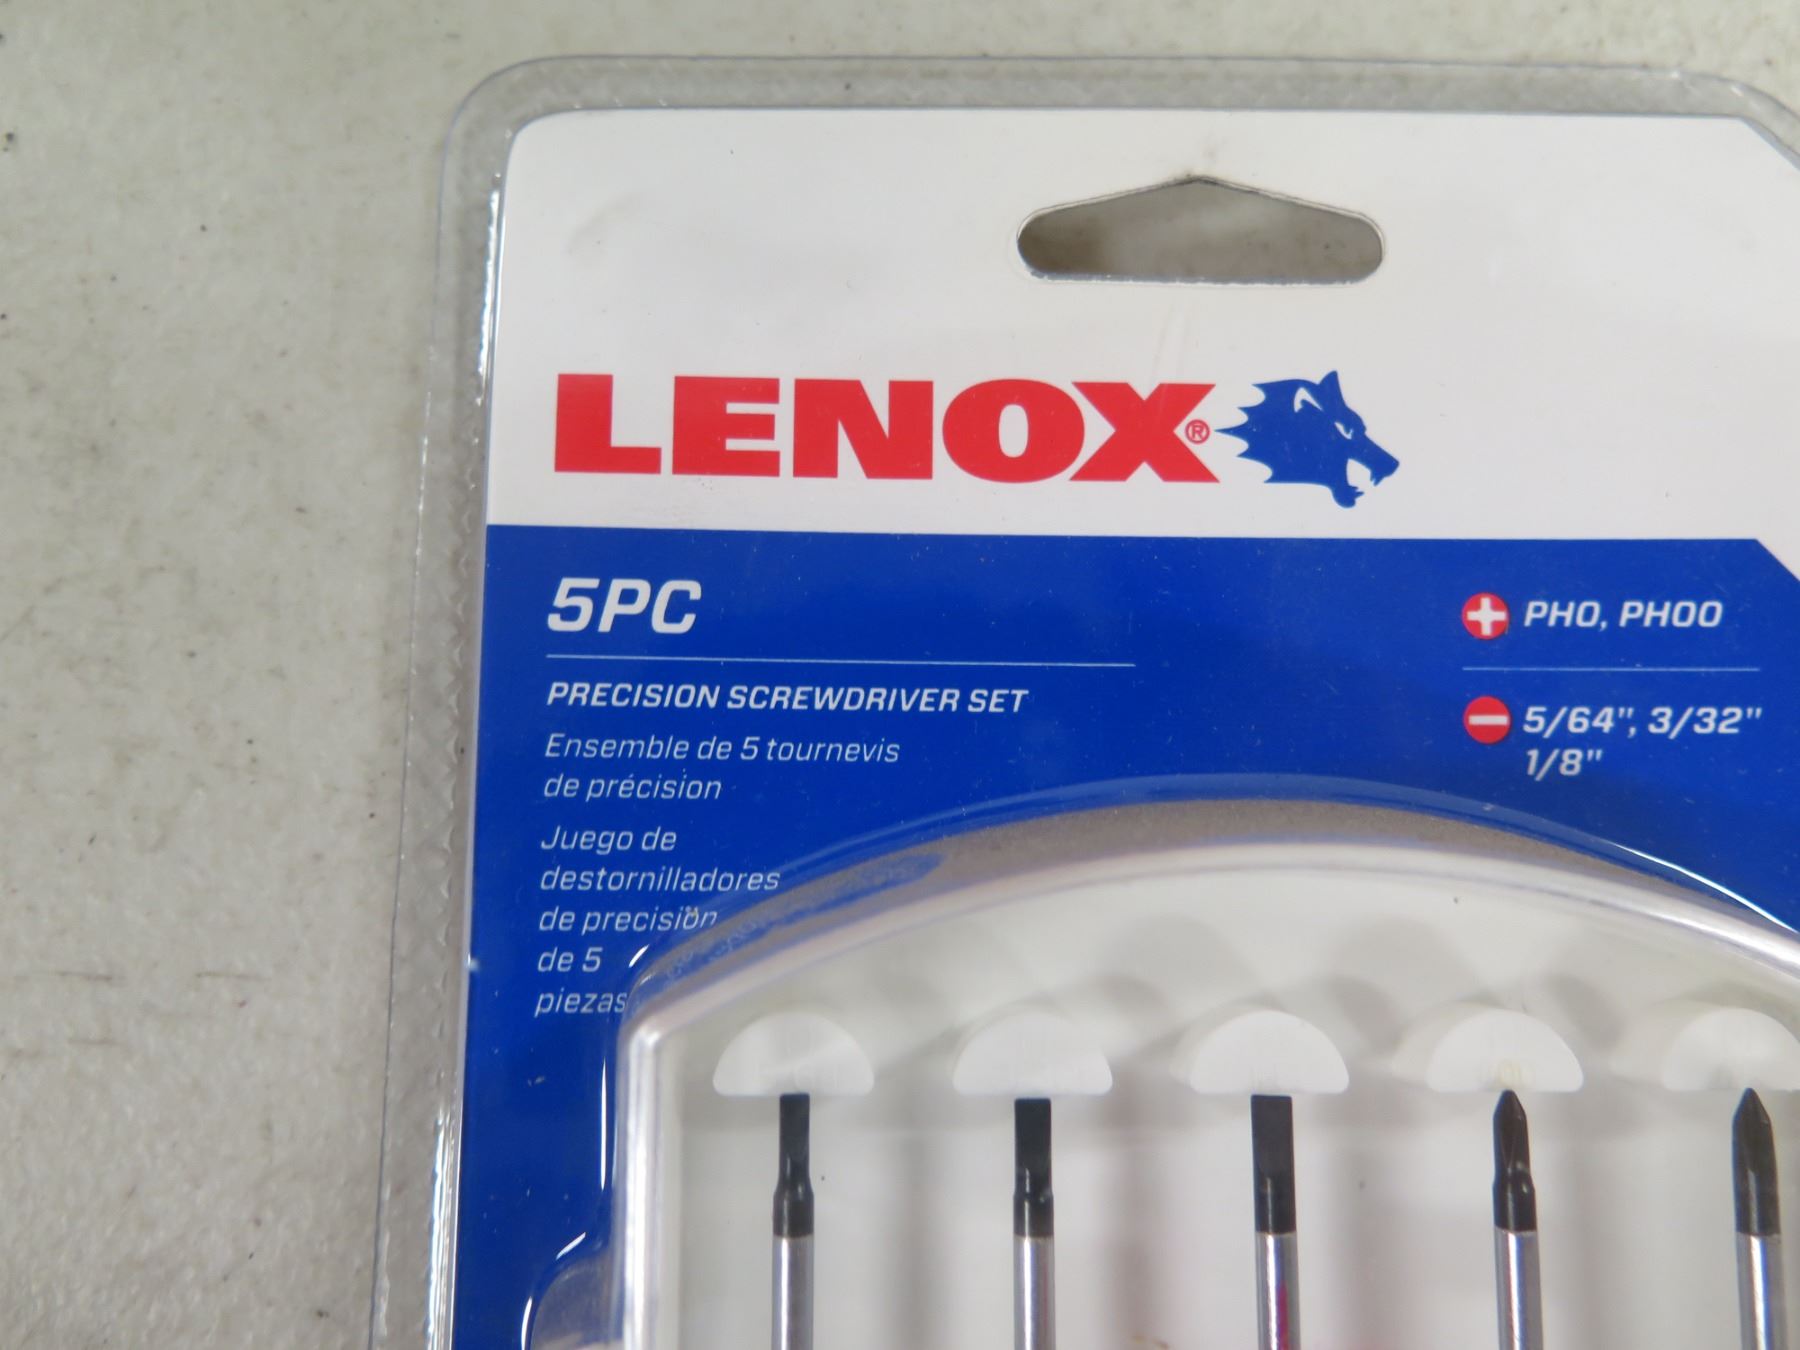 LENOX®
5PC
PRECISION SCREWDRIVER SET
Ensemble de 5 tournevis
de précision
Juego de
destornilladores
de precisión
de 5
piezas
PH0, PH00
5/64", 3/32"
1/8"